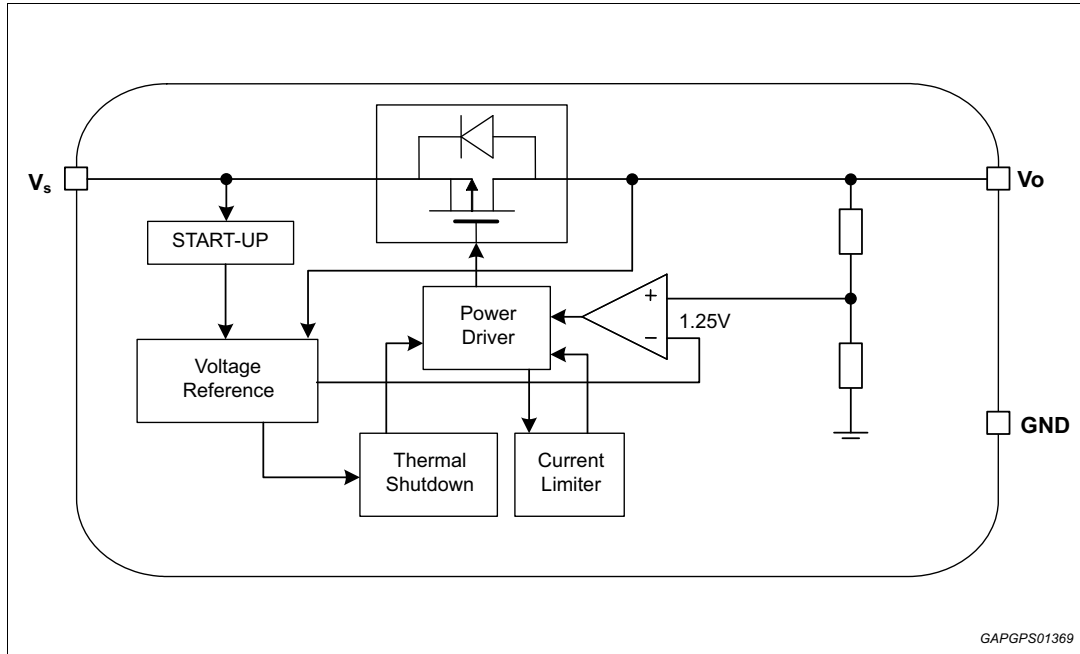 Vs
Vo
START-UP
Power
Driver
+
1.25V
−
Voltage
Reference
GND
Thermal
Shutdown
Current
Limiter
GAPGPS01369